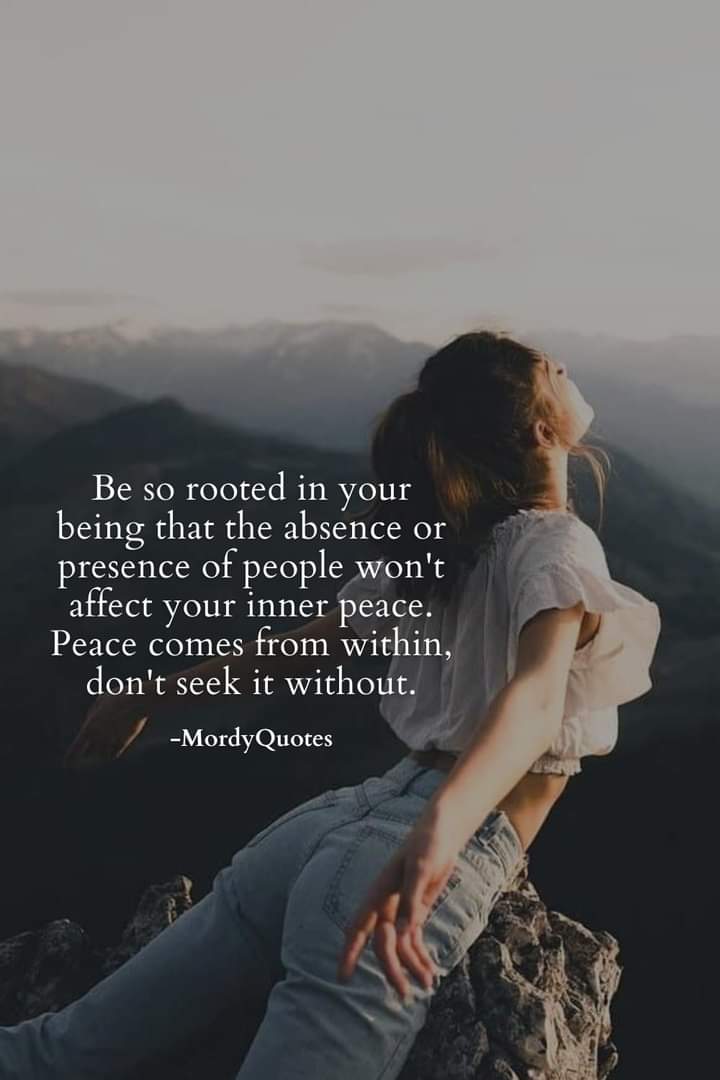 Be so rooted in your
being that the absence or
presence of people won't
affect your inner peace.
Peace comes from within,
don't seek it without.
-MordyQuotes